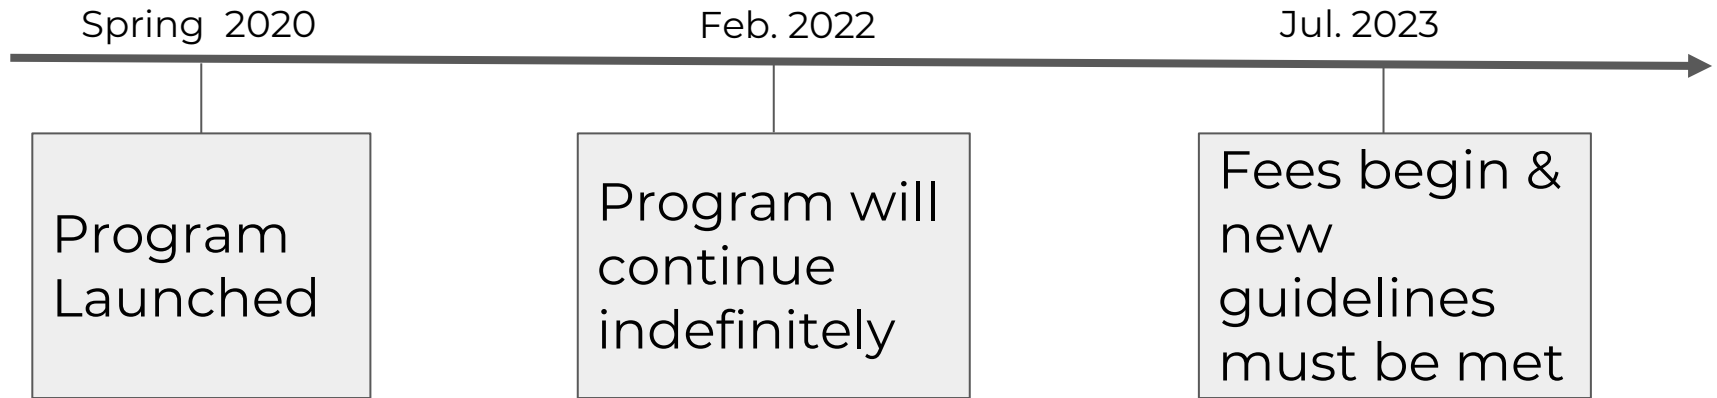 Spring 2020
Feb. 2022
Jul. 2023
Program
Launched
Program will
continue
indefinitely
Fees begin &
new
guidelines
must be met